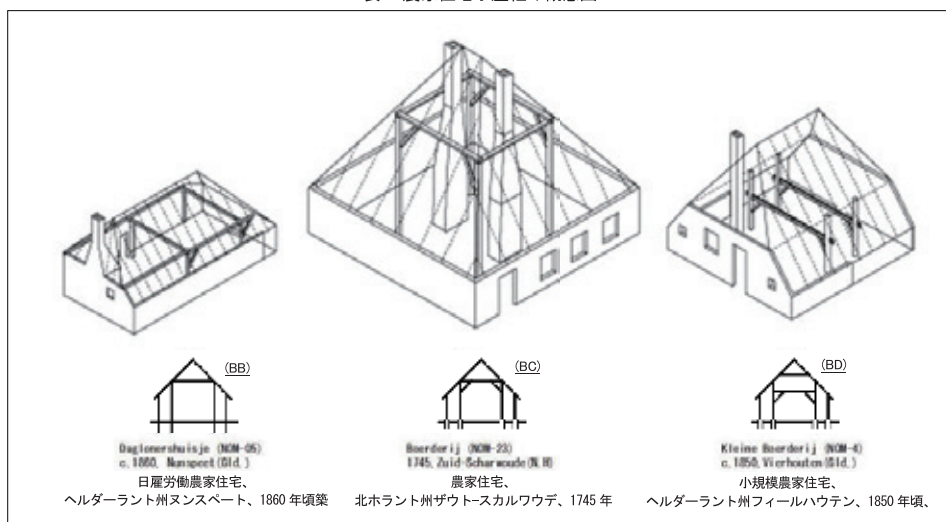 (BB)
(BC)
(BD)
Daglonershuisje (NOM-05)
c.1860, Nunspeet(Gld.)
日雇労働農家住宅、
ヘルダーラント州ヌンスペート、1860 年頃築
Boerderij (NOM-23)
1745, Zuid-Scharwoude(N.H)
農家住宅、
北ホラント州ザウト-スカルワウデ、1745 年
Kleine Boerderij (NOM-4)
c.1850, Vierhouten(Gld.)
小規模農家住宅、
ヘルダーラント州フィールハウテン、1850 年頃、